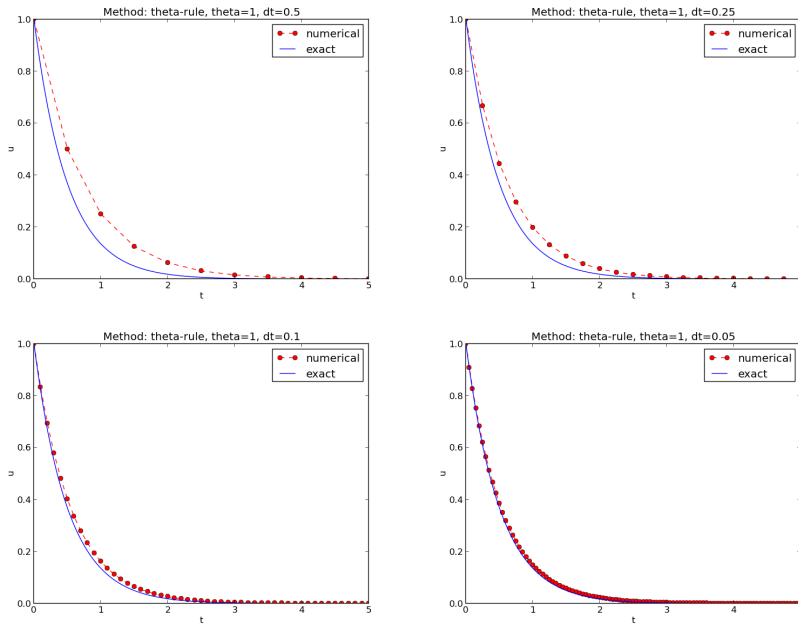 Method: theta-rule, theta=1, dt=0.5
1.0
0.8
0.6
0.4
0.2
0.0
u
0 1 2 3 4 5
t
numerical
exact
Method: theta-rule, theta=1, dt=0.25
1.0
0.8
0.6
0.4
0.2
0.0
u
0 1 2 3 4
t
numerical
exact
Method: theta-rule, theta=1, dt=0.1
1.0
0.8
0.6
0.4
0.2
0.0
u
0 1 2 3 4 5
t
numerical
exact
Method: theta-rule, theta=1, dt=0.05
1.0
0.8
0.6
0.4
0.2
0.0
u
0 1 2 3 4
t
numerical
exact